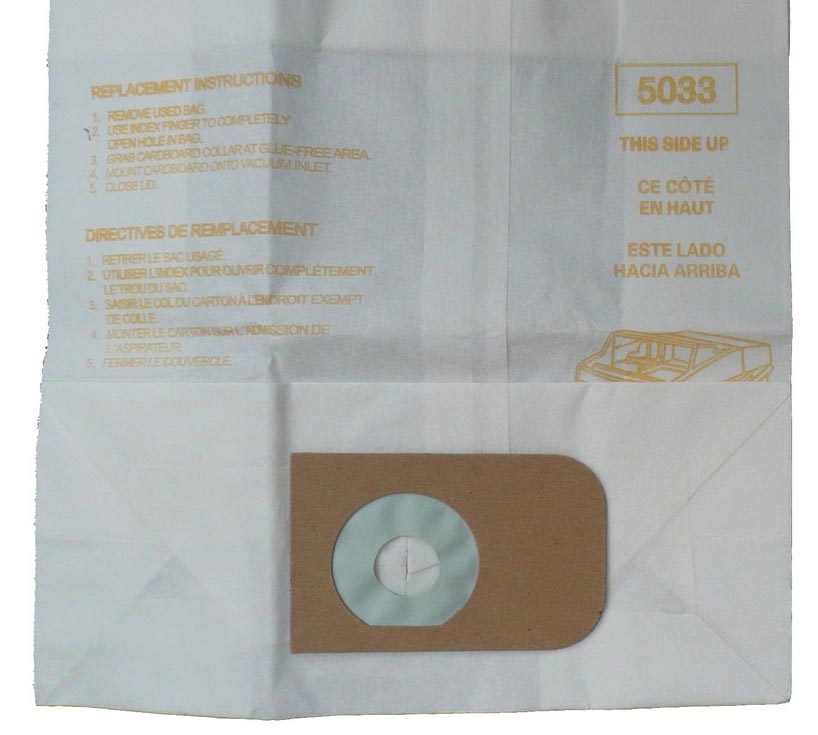 REPLACEMENT INSTRUCTIONS
1. REMOVE USED BAG.
2. USE INDEX FINGER TO COMPLETELY
OPEN HOLE IN BAG.
3. GRAB CARDBOARD COLLAR AT GLUE-FREE AREA.
4. MOUNT CARDBOARD ONTO VACUUM INLET.
5. CLOSE LID.
DIRECTIVES DE REMPLACEMENT
1. RETIRER LE SAC USAGÉ.
2. UTILISER L'INDEX POUR OUVRIR COMPLÈTEMENT
LE TROU DU SAC.
3. SAISIR LE COL DU CARTON À L'ENDROIT EXEMPT
DE COLLE.
4. MONTER LE CARTON SUR L'ADMISSION DE
L'ASPIRATEUR.
5. FERMER LE COUVERCLE.
5033
THIS SIDE UP
CE CÔTÉ
EN HAUT
ESTE LADO
HACIA ARRIBA